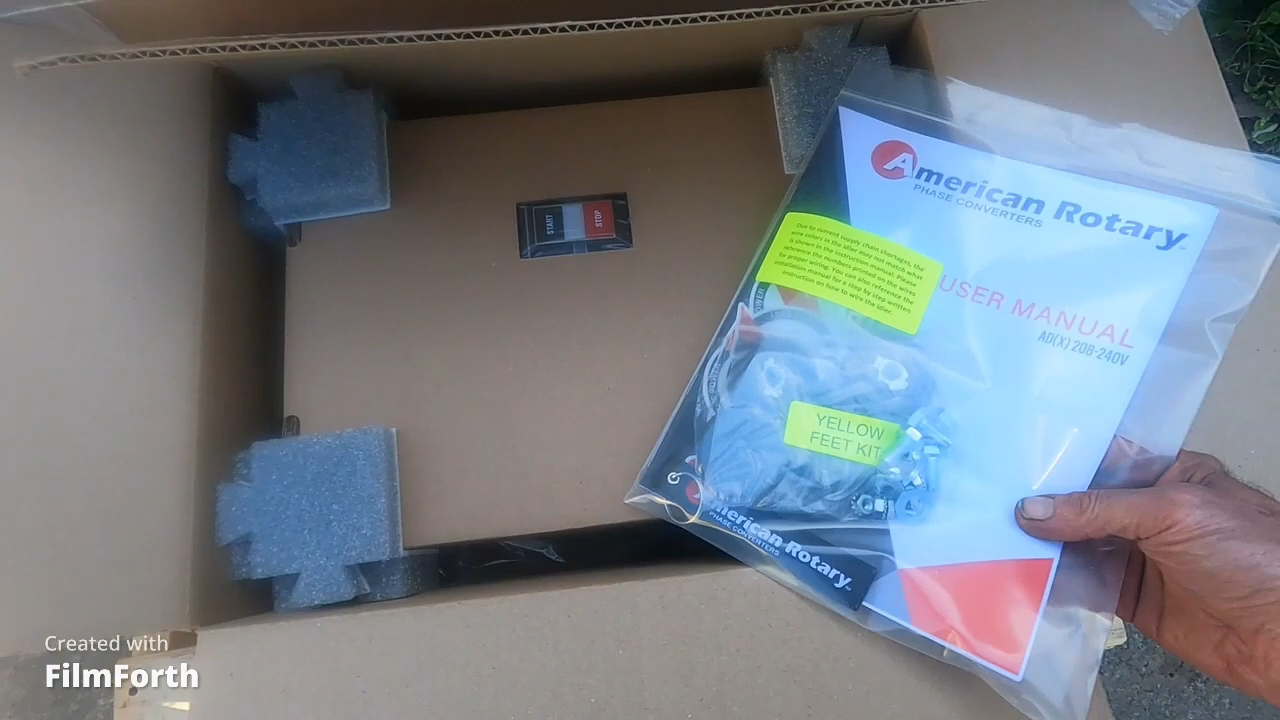 START
STOP
American Rotary
PHASE CONVERTERS
USER MANUAL
AD(X) 208-240V
Due to current supply chain shortages, the
wire colors in the idler may not match what
is shown in the instruction manual. Please
reference the numbers printed on the wires
for proper wiring. You can also reference the
installation manual for a step by step written
instruction on how to wire the idler.
YELLOW
FEET KIT
American Rotary
PHASE CONVERTERS
Created with
FilmForth